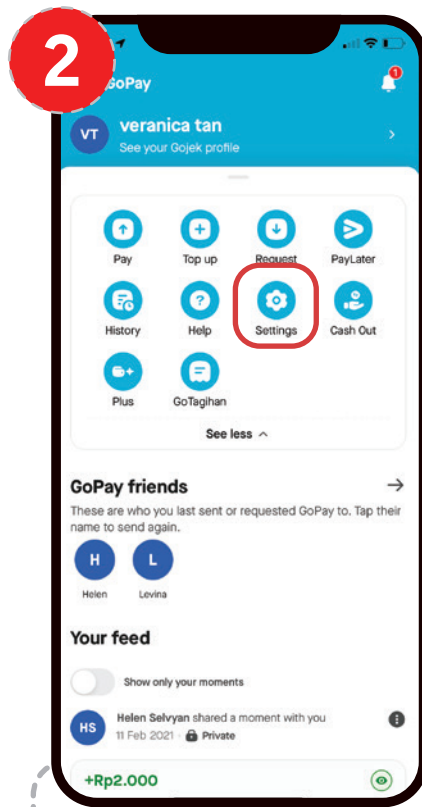 2
GoPay
1
VT
veranica tan
See your Gojek profile
Pay
Top up
Request
PayLater
History
Help
Settings
Cash Out
Plus
GoTagihan
See less
GoPay friends
These are who you last sent or requested GoPay to. Tap their
name to send again.
H
L
Helen
Levina
Your feed
Show only your moments
HS
Helen Selvyan shared a moment with you
11 Feb 2021 · Private
+Rp2.000